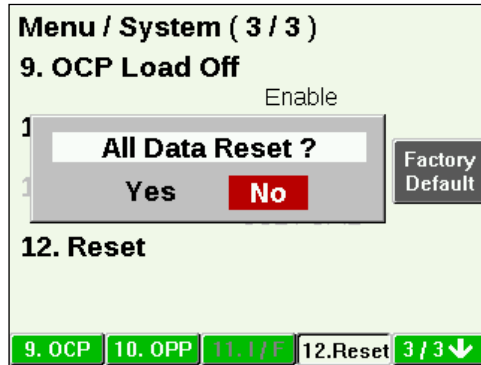 Menu / System ( 3 / 3 )
9. OCP Load Off
Enable
All Data Reset ?
Yes No
Factory
Default
12. Reset
9. OCP 10. OPP 11. I / F 12.Reset 3 / 3